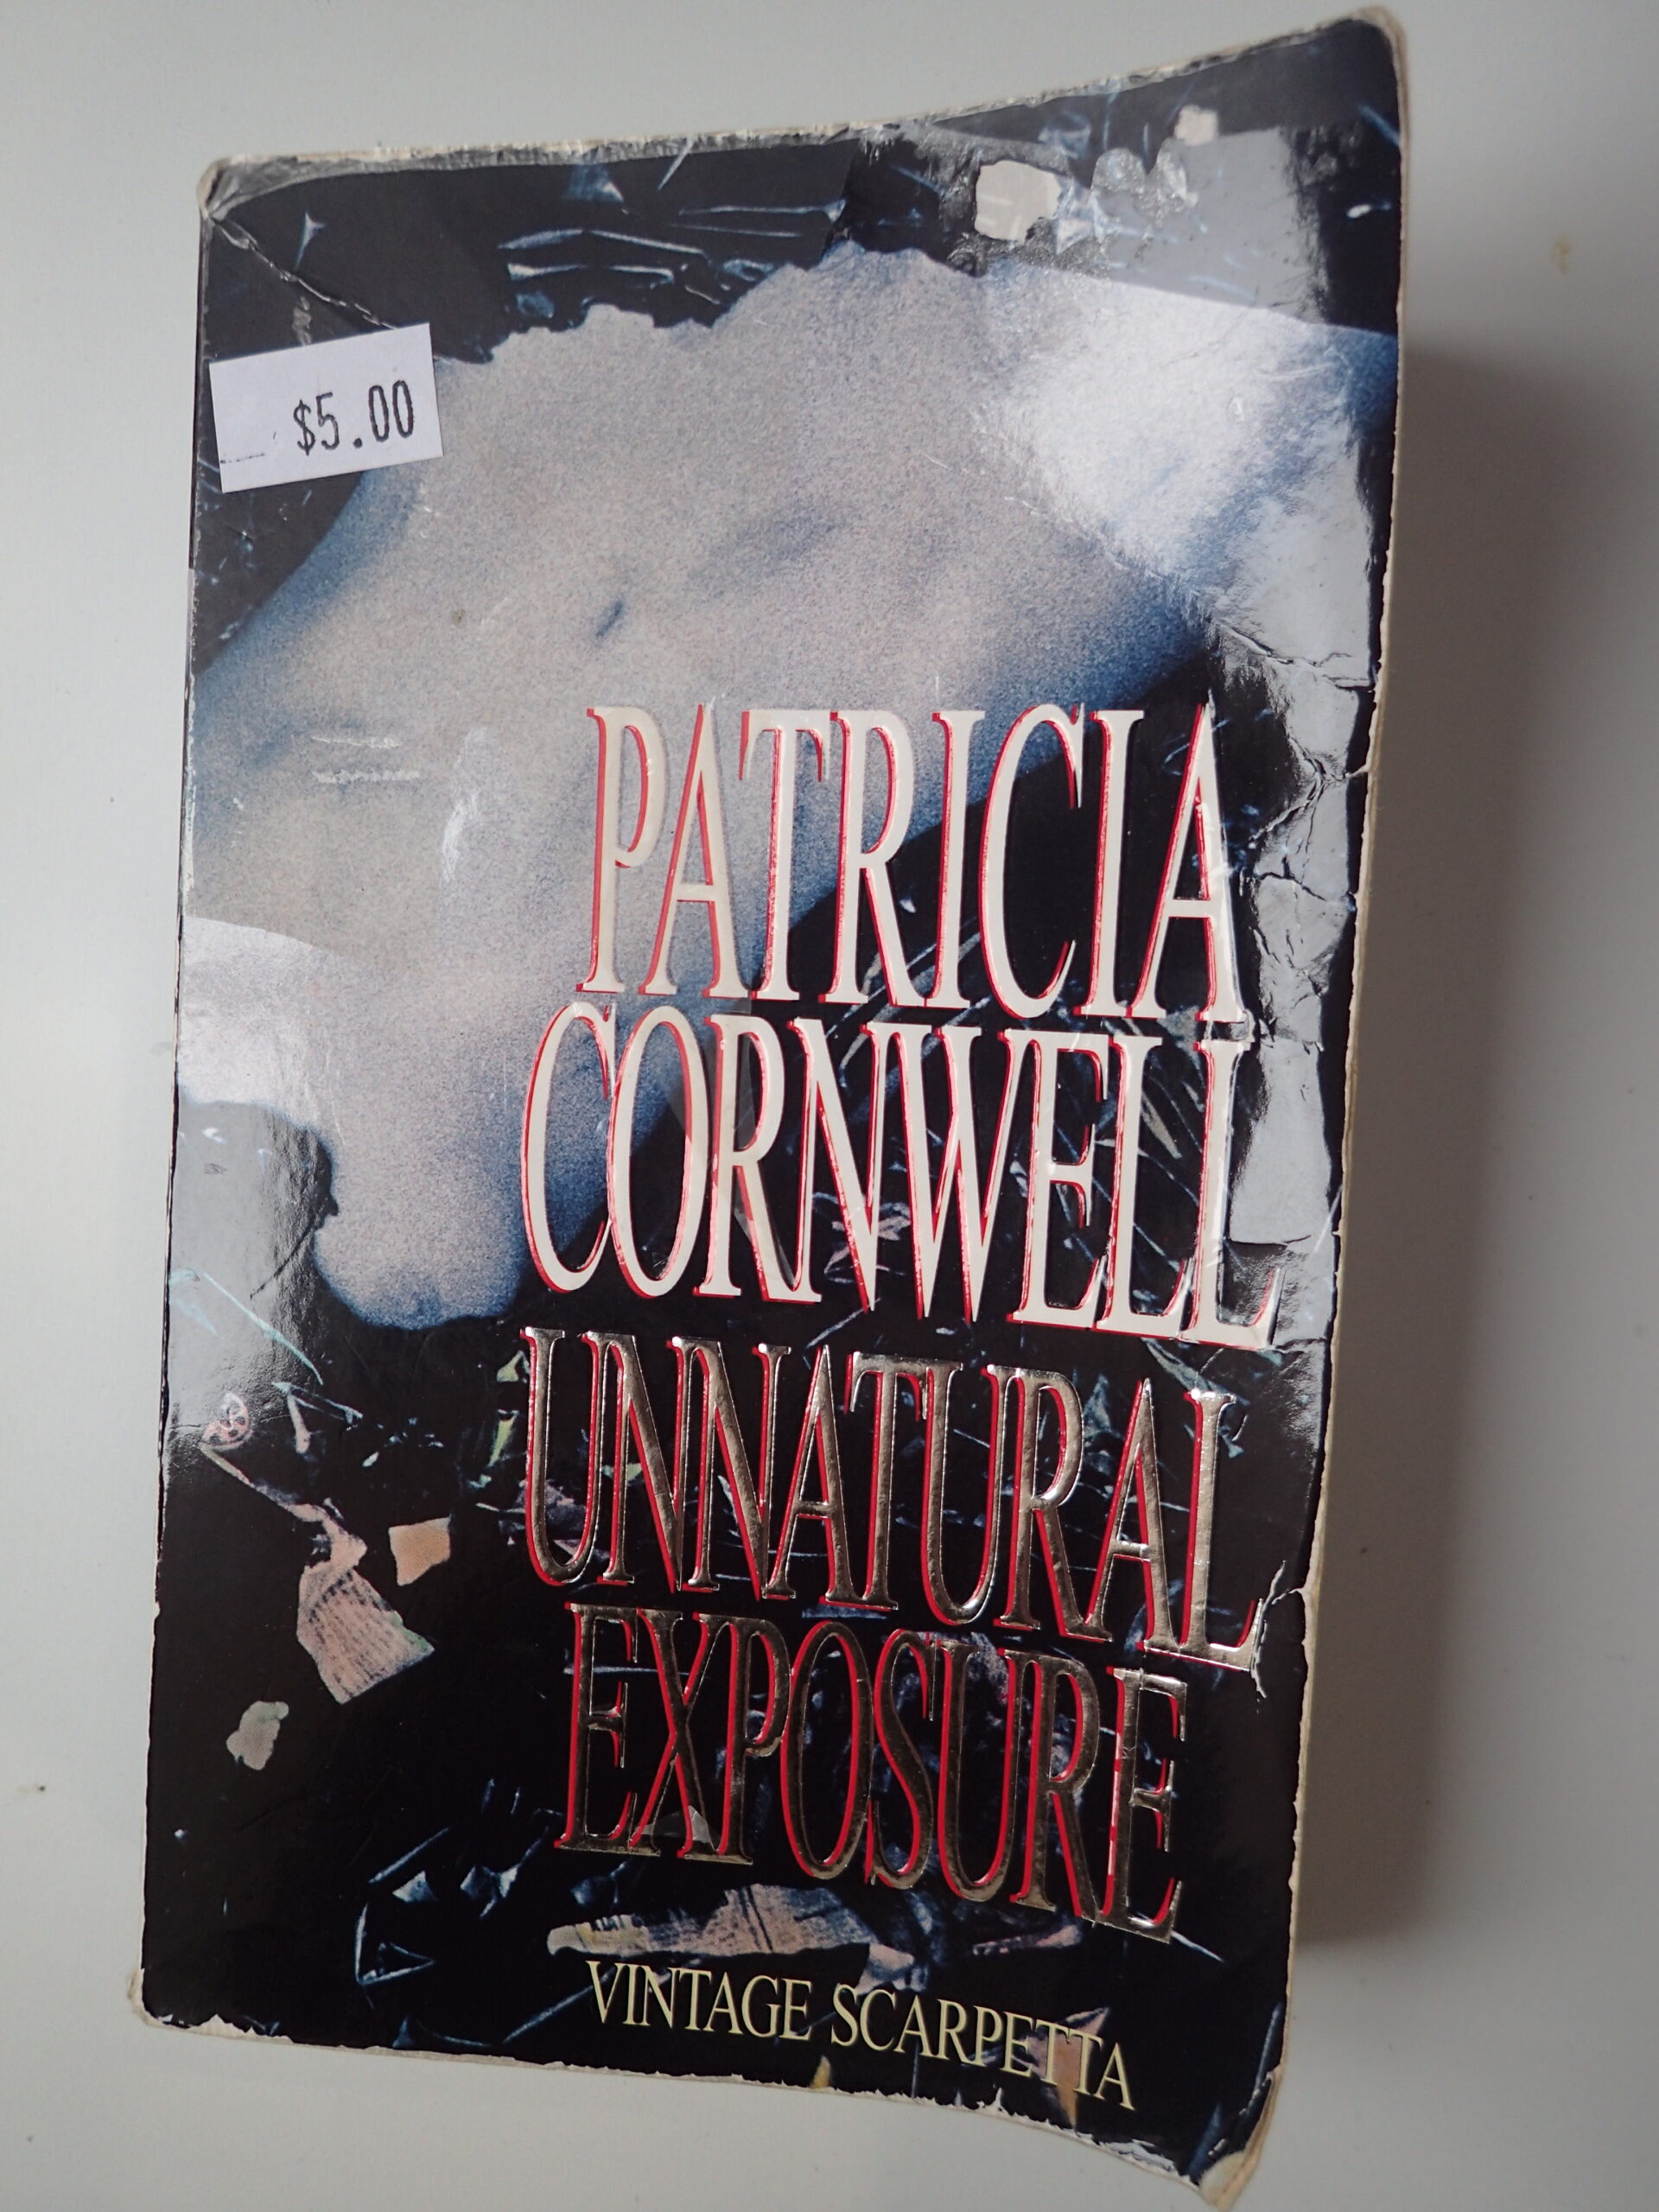 $5.00
PATRICIA
CORNWELL
UNNATURAL
EXPOSURE
VINTAGE SCARPETTA